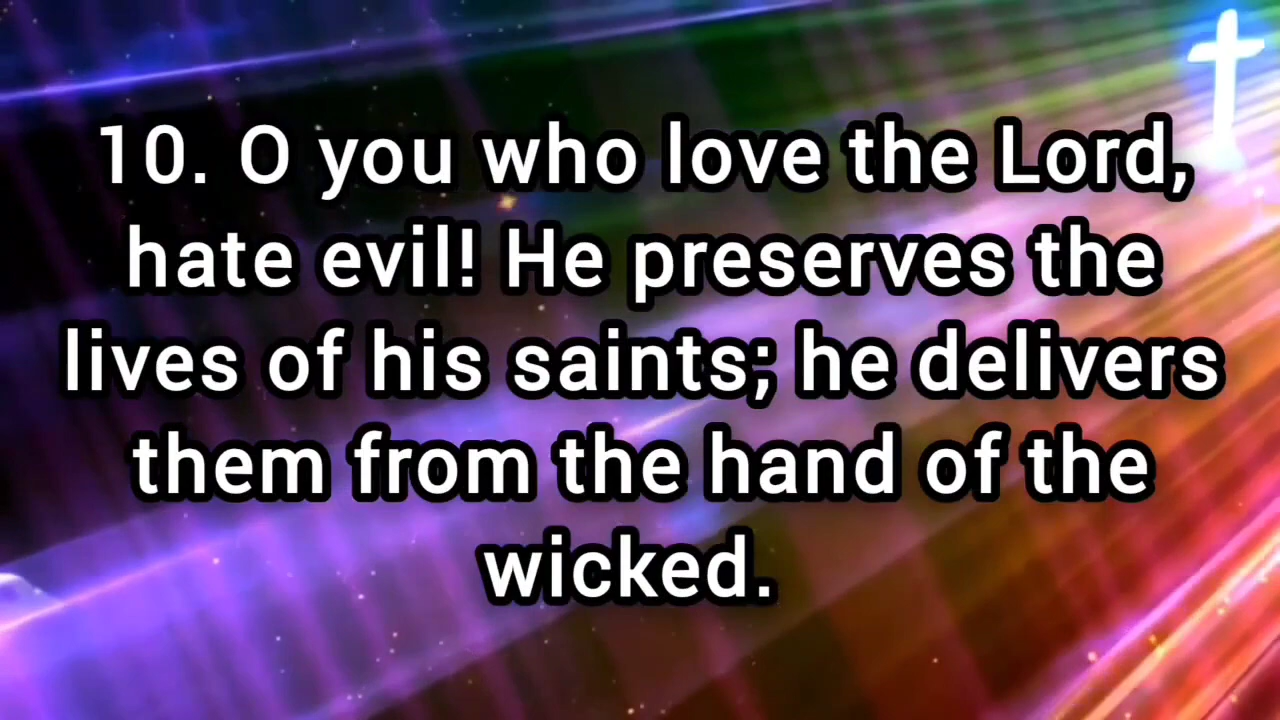 10. O you who love the Lord,
hate evil! He preserves the
lives of his saints; he delivers
them from the hand of the
wicked.